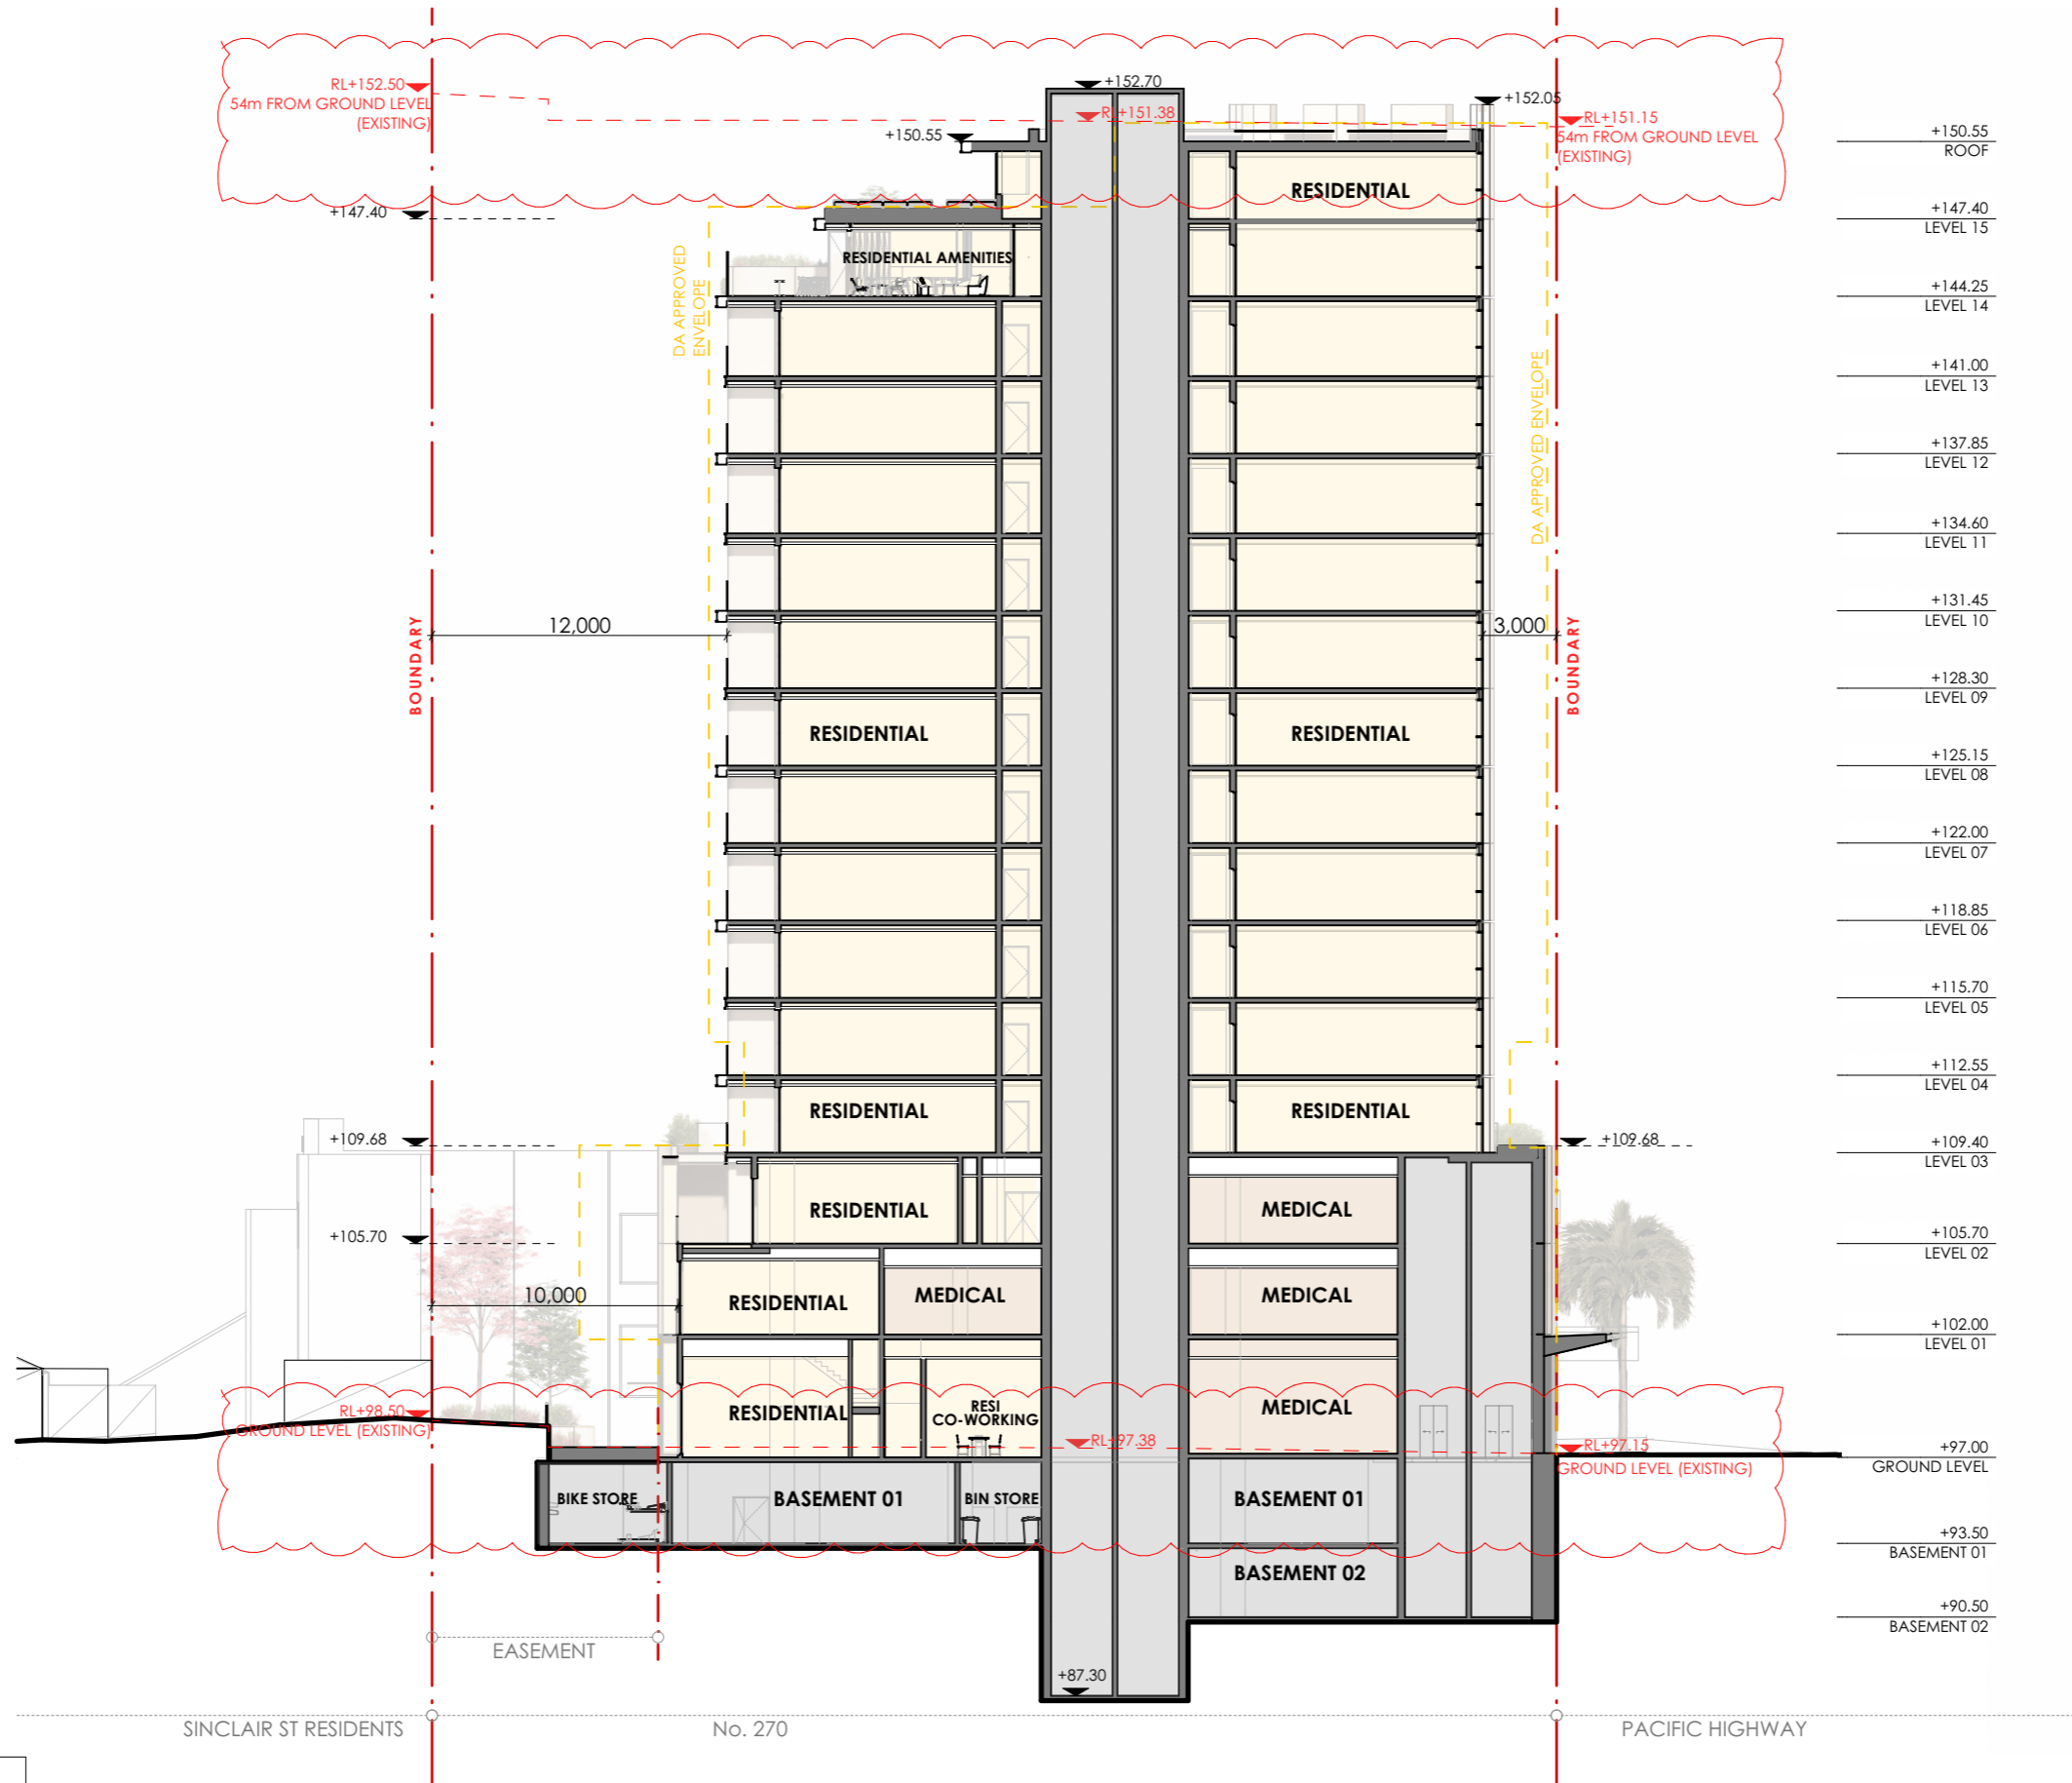 +152.70
RL+152.50
54m FROM GROUND LEVEL
(EXISTING)
+152.05
RL+151.38
RL+151.15
54m FROM GROUND LEVEL
(EXISTING)
+150.55
+150.55
ROOF
RESIDENTIAL
+147.40
+147.40
LEVEL 15
DA APPROVED
ENVELOPE
RESIDENTIAL AMENITIES
+144.25
LEVEL 14
+141.00
LEVEL 13
DA APPROVED ENVELOPE
+137.85
LEVEL 12
+134.60
LEVEL 11
BOUNDARY
12,000
3,000
BOUNDARY
+131.45
LEVEL 10
+128.30
LEVEL 09
RESIDENTIAL
RESIDENTIAL
+125.15
LEVEL 08
+122.00
LEVEL 07
+118.85
LEVEL 06
+115.70
LEVEL 05
+112.55
LEVEL 04
RESIDENTIAL
RESIDENTIAL
+109.68
+109.68
+109.40
LEVEL 03
RESIDENTIAL
MEDICAL
+105.70
+105.70
LEVEL 02
10,000
RESIDENTIAL
MEDICAL
MEDICAL
+102.00
LEVEL 01
RL+98.50
GROUND LEVEL (EXISTING)
RESIDENTIAL
RESI
CO-WORKING
MEDICAL
RL+97.38
RL+97.15
GROUND LEVEL (EXISTING)
+97.00
GROUND LEVEL
BIKE STORE
BASEMENT 01
BIN STORE
BASEMENT 01
+93.50
BASEMENT 01
BASEMENT 02
+90.50
BASEMENT 02
EASEMENT
+87.30
SINCLAIR ST RESIDENTS
No. 270
PACIFIC HIGHWAY